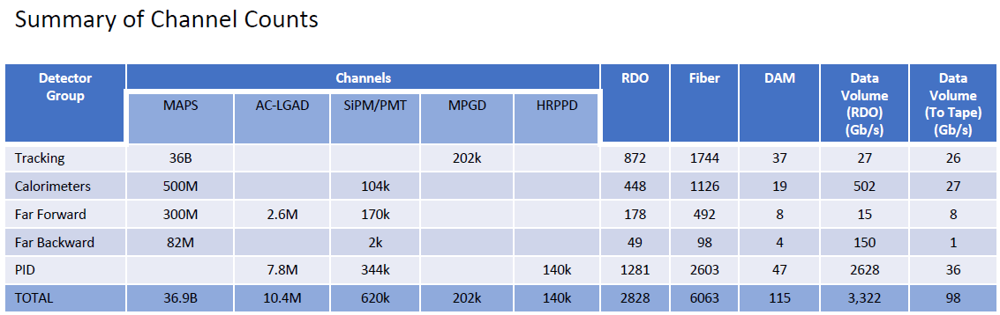 Summary of Channel Counts
Detector Group Channels RDO Fiber DAM Data Volume (RDO) (Gb/s) Data Volume (To Tape) (Gb/s)
MAPS AC-LGAD SiPM/PMT MPGD HRPPD
Tracking 36B 202k 872 1744 37 27 26
Calorimeters 500M 104k 448 1126 19 502 27
Far Forward 300M 2.6M 170k 178 492 8 15 8
Far Backward 82M 2k 49 98 4 150 1
PID 7.8M 344k 140k 1281 2603 47 2628 36
TOTAL 36.9B 10.4M 620k 202k 140k 2828 6063 115 3,322 98